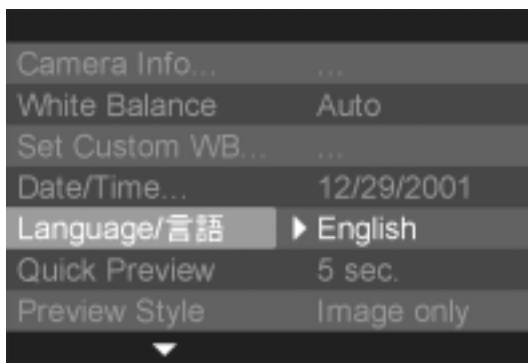 Camera Info... ...
White Balance Auto
Set Custom WB... ...
Date/Time... 12/29/2001
Language/言語 English
Quick Preview 5 sec.
Preview Style Image only